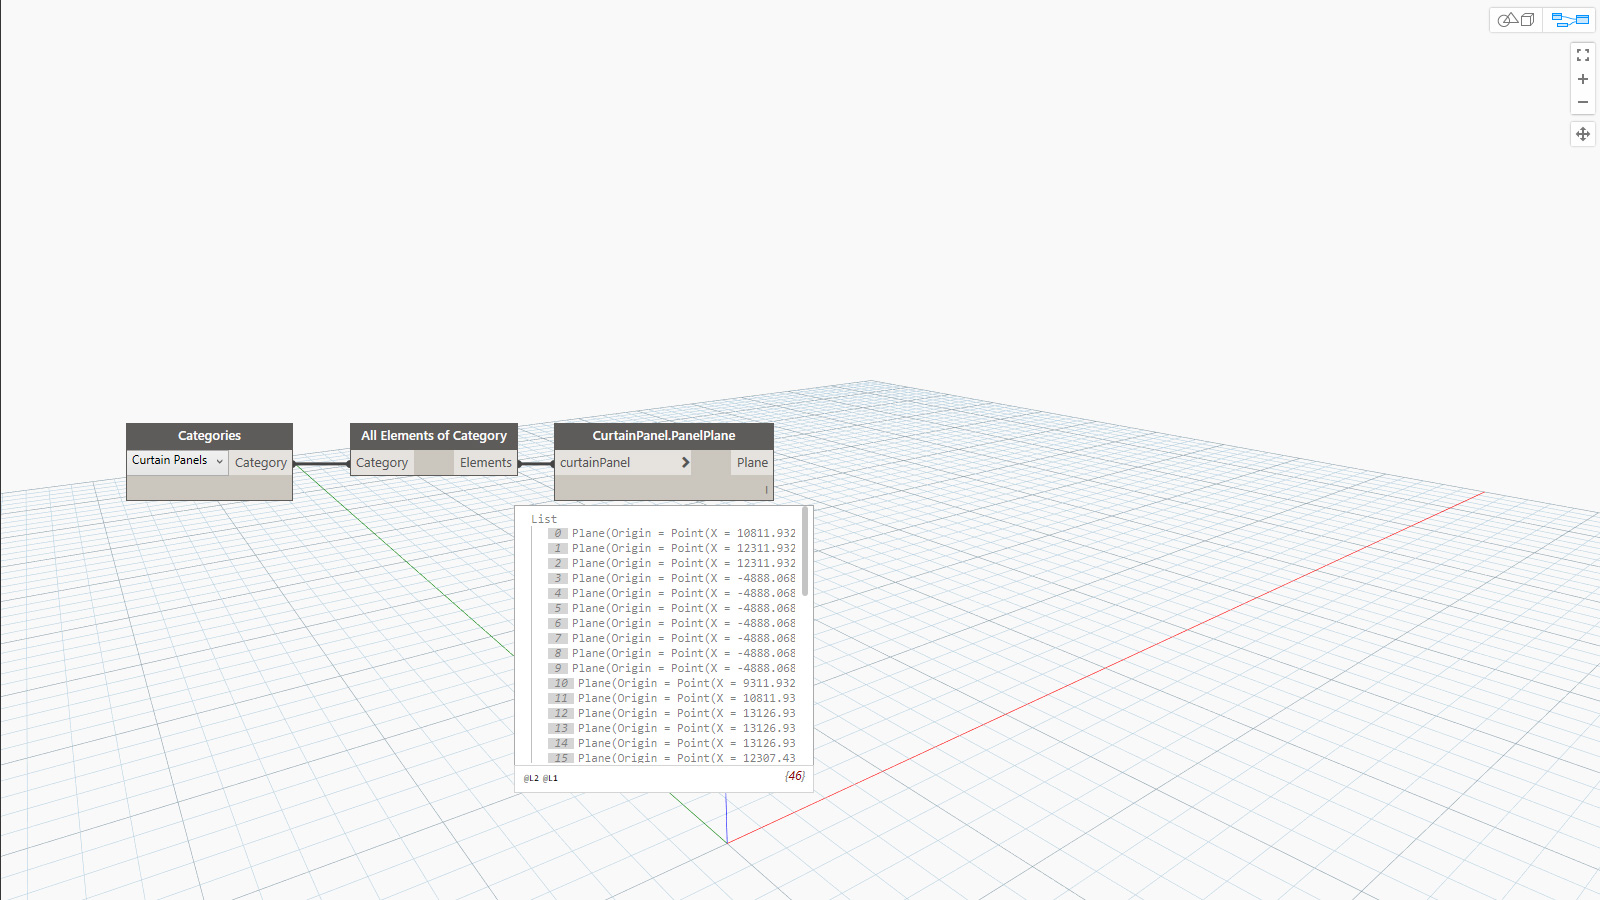 Categories
Curtain Panels
Category
All Elements of Category
Category
Elements
CurtainPanel.PanelPlane
curtainPanel
Plane
List
0 Plane(Origin = Point(X = 10811.932
1 Plane(Origin = Point(X = 12311.932
2 Plane(Origin = Point(X = 12311.932
3 Plane(Origin = Point(X = -4888.068
4 Plane(Origin = Point(X = -4888.068
5 Plane(Origin = Point(X = -4888.068
6 Plane(Origin = Point(X = -4888.068
7 Plane(Origin = Point(X = -4888.068
8 Plane(Origin = Point(X = -4888.068
9 Plane(Origin = Point(X = -4888.068
10 Plane(Origin = Point(X = 9311.932
11 Plane(Origin = Point(X = 10811.93
12 Plane(Origin = Point(X = 13126.93
13 Plane(Origin = Point(X = 13126.93
14 Plane(Origin = Point(X = 13126.93
15 Plane(Origin = Point(X = 12307.43
@L2 @L1
{46}